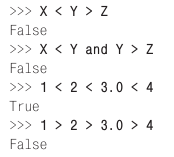 >>> X < Y > Z
False
>>> X < Y and Y > Z
False
>>> 1 < 2 < 3.0 < 4
True
>>> 1 > 2 > 3.0 > 4
False